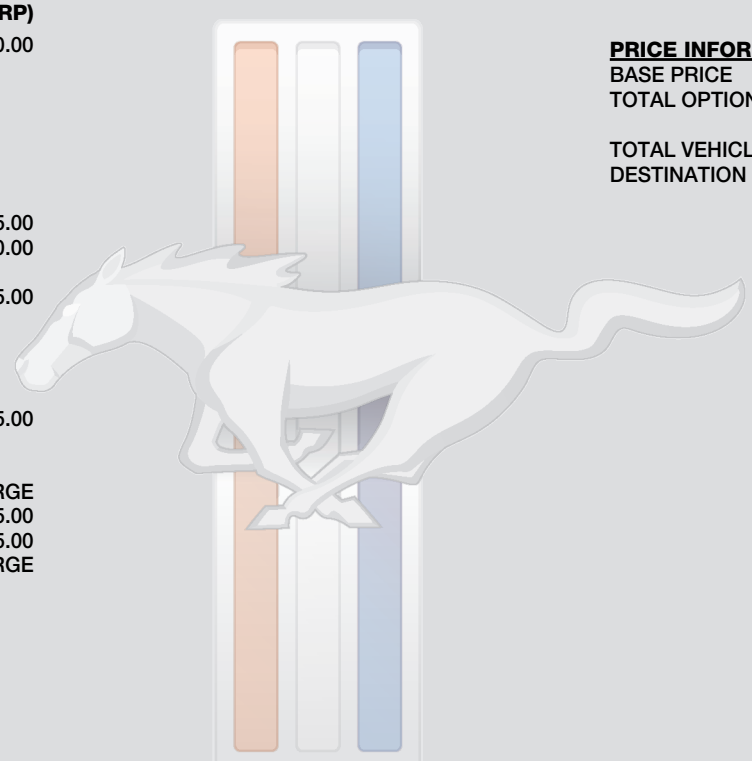 RP)
0.00
5.00
0.00
5.00
5.00
RGE
5.00
5.00
RGE
PRICE INFOR
BASE PRICE
TOTAL OPTION
TOTAL VEHICL
DESTINATION